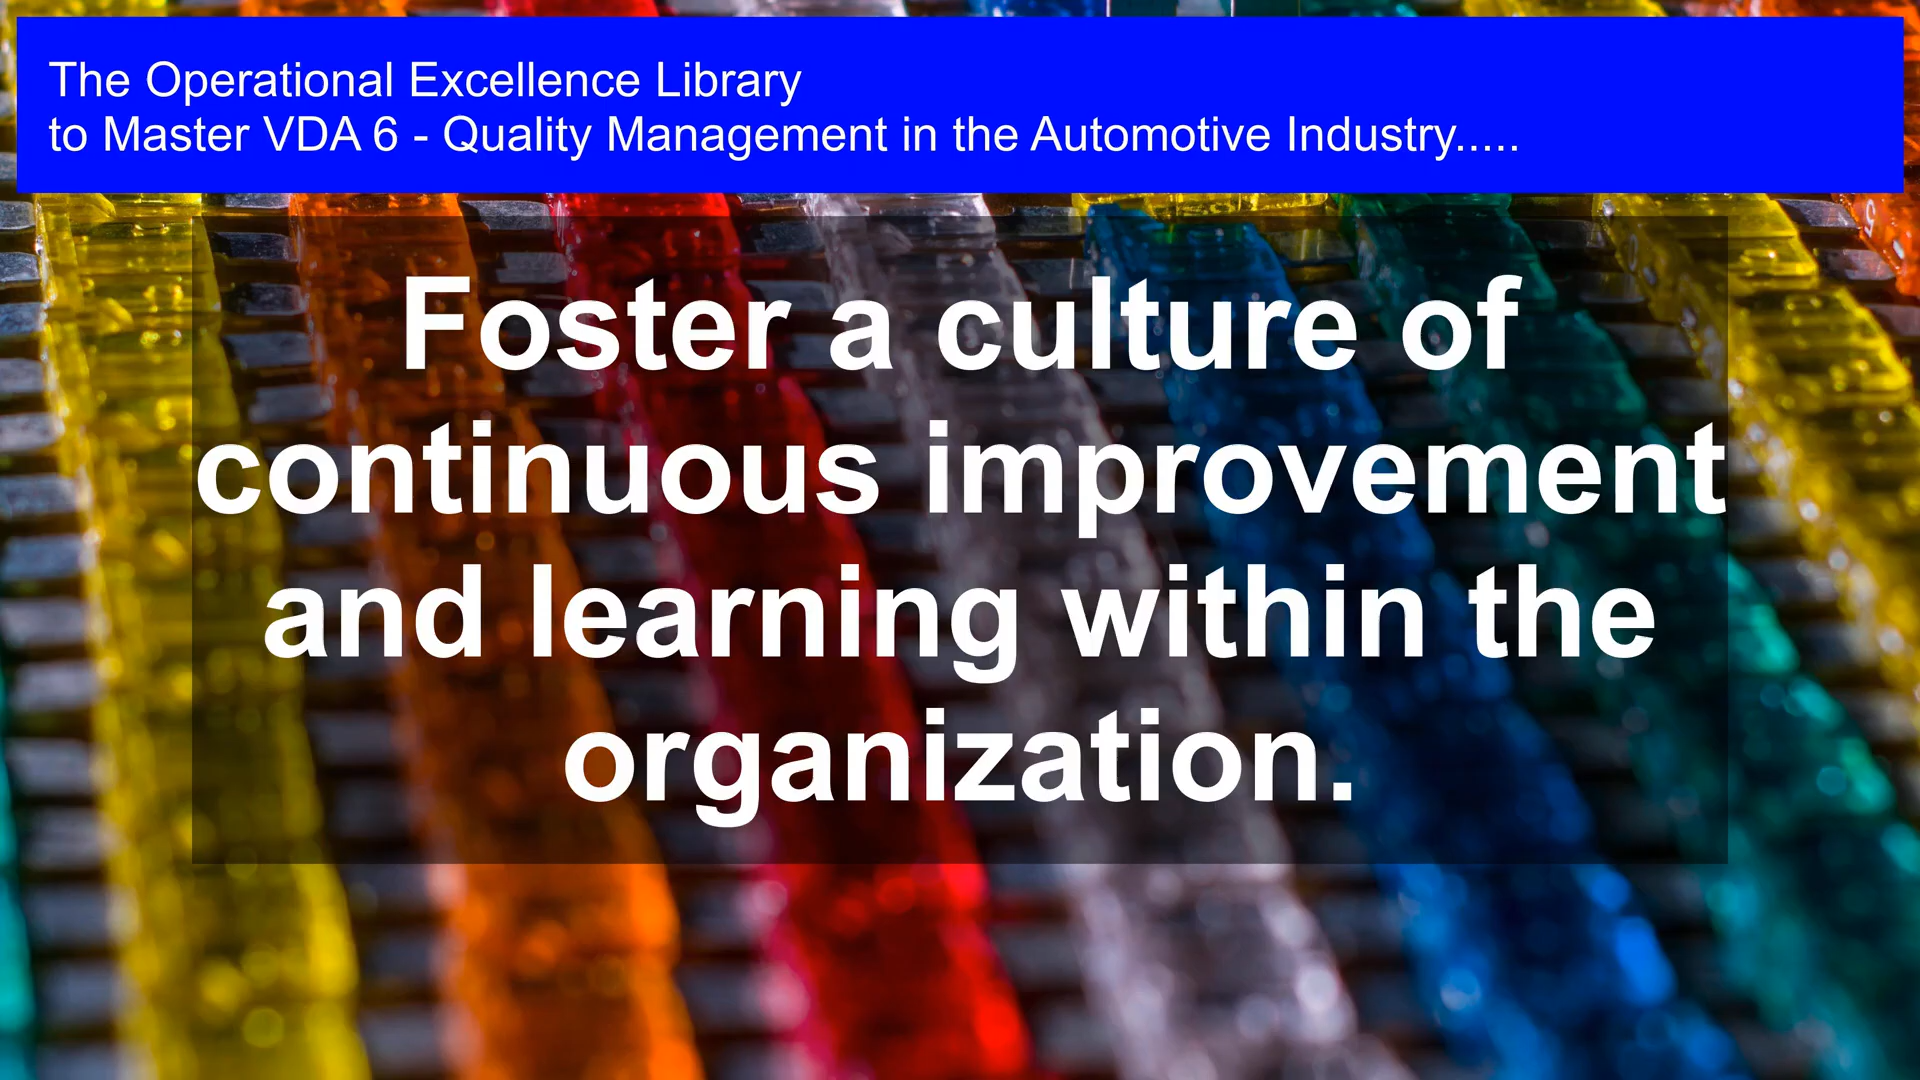 The Operational Excellence Library
to Master VDA 6 - Quality Management in the Automotive Industry.....
Foster a culture of
continuous improvement
and learning within the
organization.